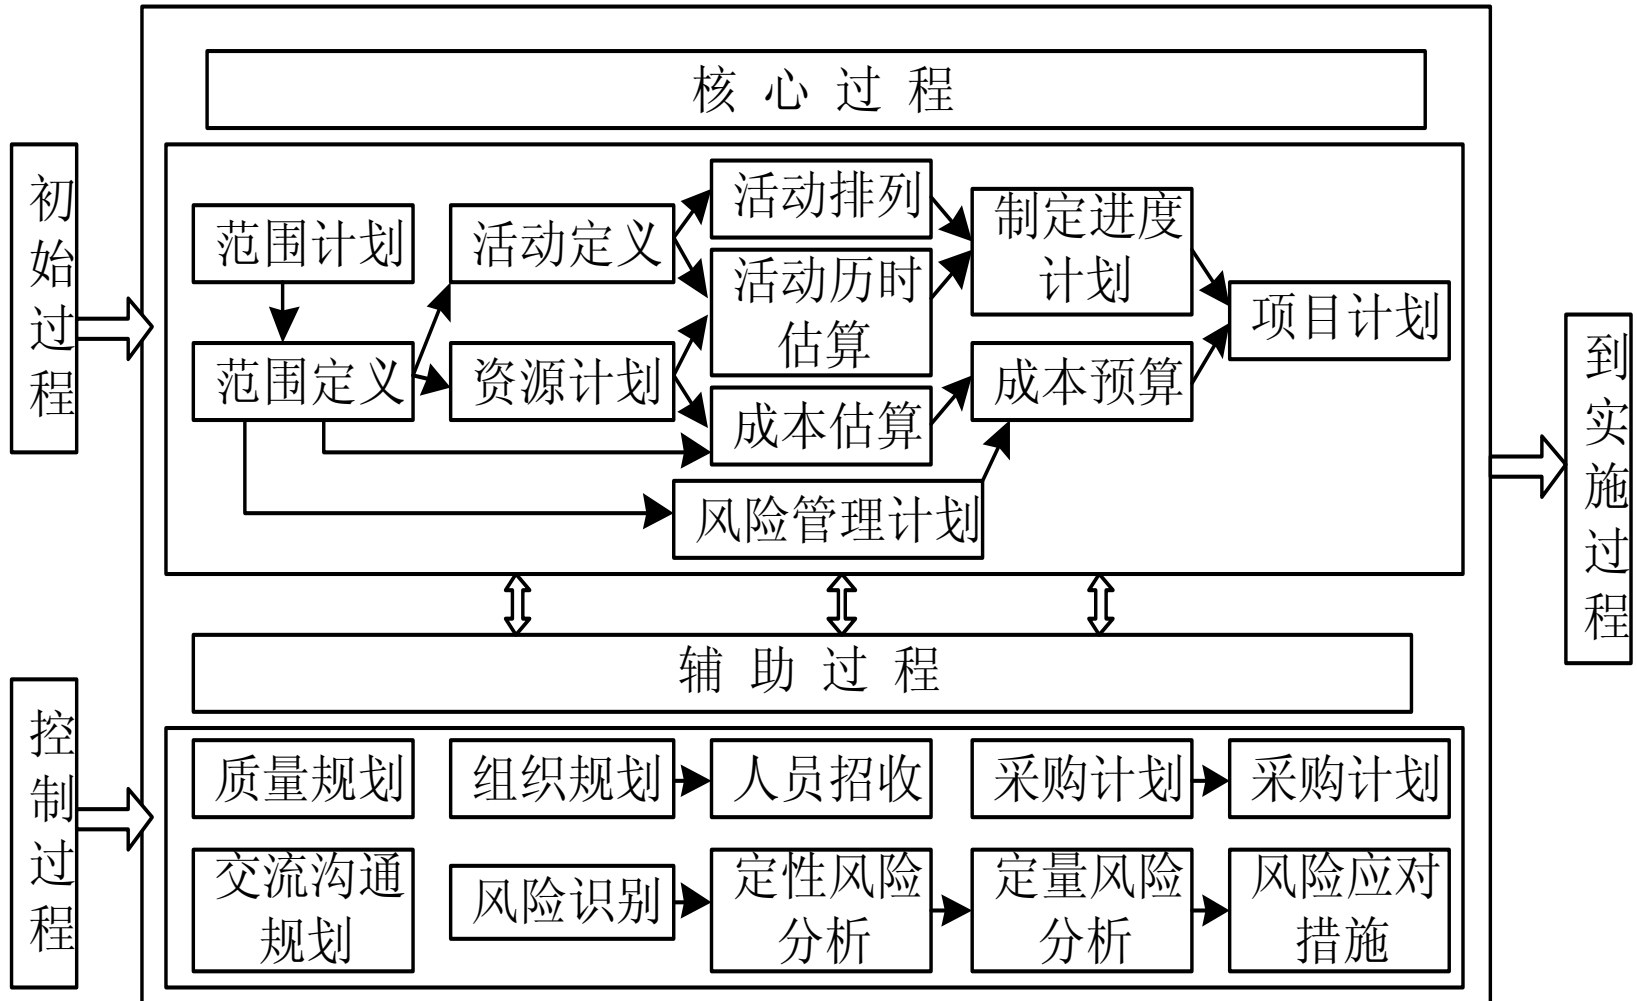 核心过程
初始过程
范围计划
活动定义
活动排列
制定进度
计划
活动历时
估算
项目计划
范围定义
资源计划
成本估算
成本预算
风险管理计划
到实施过程
辅助过程
控制过程
质量规划
组织规划
人员招收
采购计划
采购计划
交流沟通
规划
风险识别
定性风险
分析
定量风险
分析
风险应对
措施